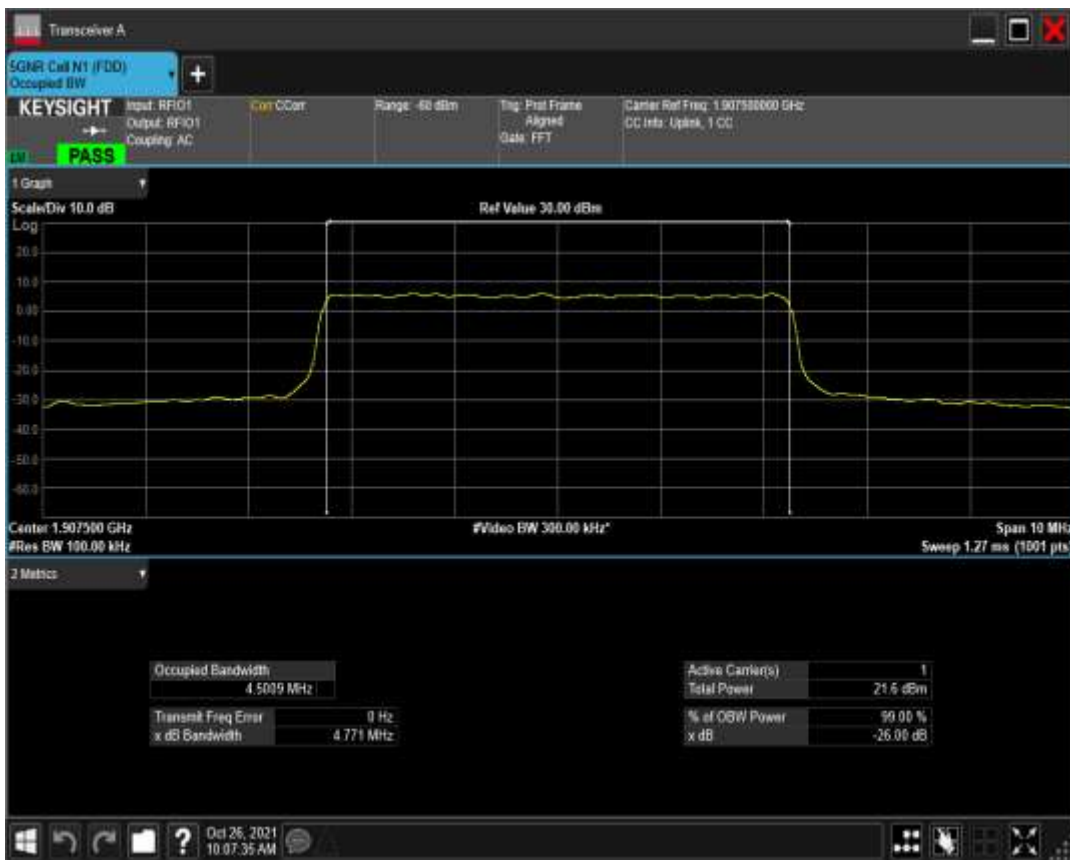 Transceiver A
5GNR Cell N1 (FDD)
Occupied BW
+
KEYSIGHT
Input: RFIO1
Output: RFIO1
Coupling: AC
Corr CCorr
Range: -60 dBm
Trig: Prot Frame
Aligned
Gate: FFT
Carrier Ref Freq: 1.907500000 GHz
CC Info: Uplink, 1 CC
PASS
1 Graph
Scale/Div 10.0 dB
Ref Value 30.00 dBm
Log
20.0
10.0
0.00
-10.0
-20.0
-30.0
-40.0
-50.0
-60.0
Center 1.907500 GHz
#Video BW 300.00 kHz*
Span 10 MHz
#Res BW 100.00 kHz
Sweep 1.27 ms (1001 pts)
2 Metrics
Occupied Bandwidth
4.5009 MHz
Transmit Freq Error 0 Hz
x dB Bandwidth 4.771 MHz
Active Carrier(s) 1
Total Power 21.6 dBm
% of OBW Power 99.00 %
x dB -26.00 dB
?
Oct 26, 2021
10:07:35 AM